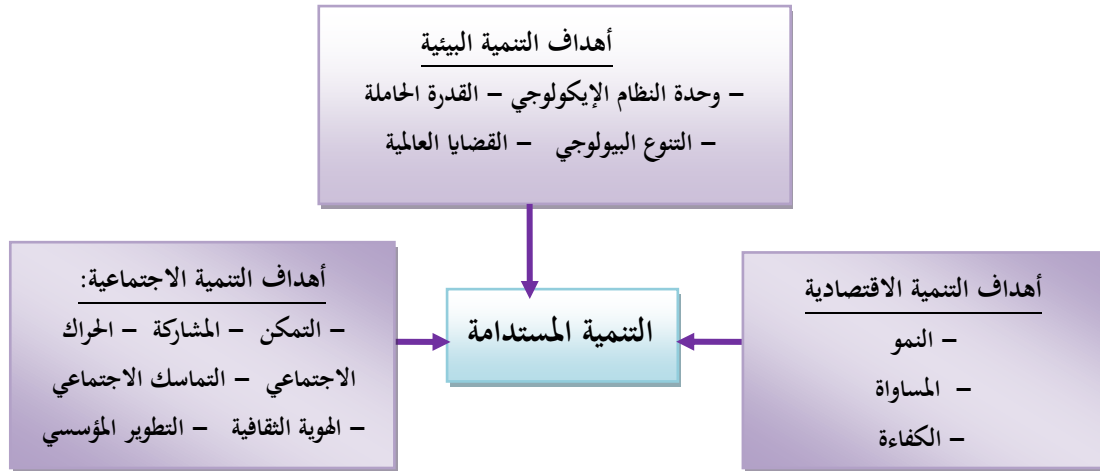 أهداف التنمية البيئية
– وحدة النظام الإيكولوجي – القدرة الحاملة
– التنوع البيولوجي – القضايا العالمية
أهداف التنمية الاقتصادية
– النمو
– المساواة
– الكفاءة
التنمية المستدامة
أهداف التنمية الاجتماعية:
– التمكن – المشاركة – الحراك
الاجتماعي – التماسك الاجتماعي
– الهوية الثقافية – التطوير المؤسسي